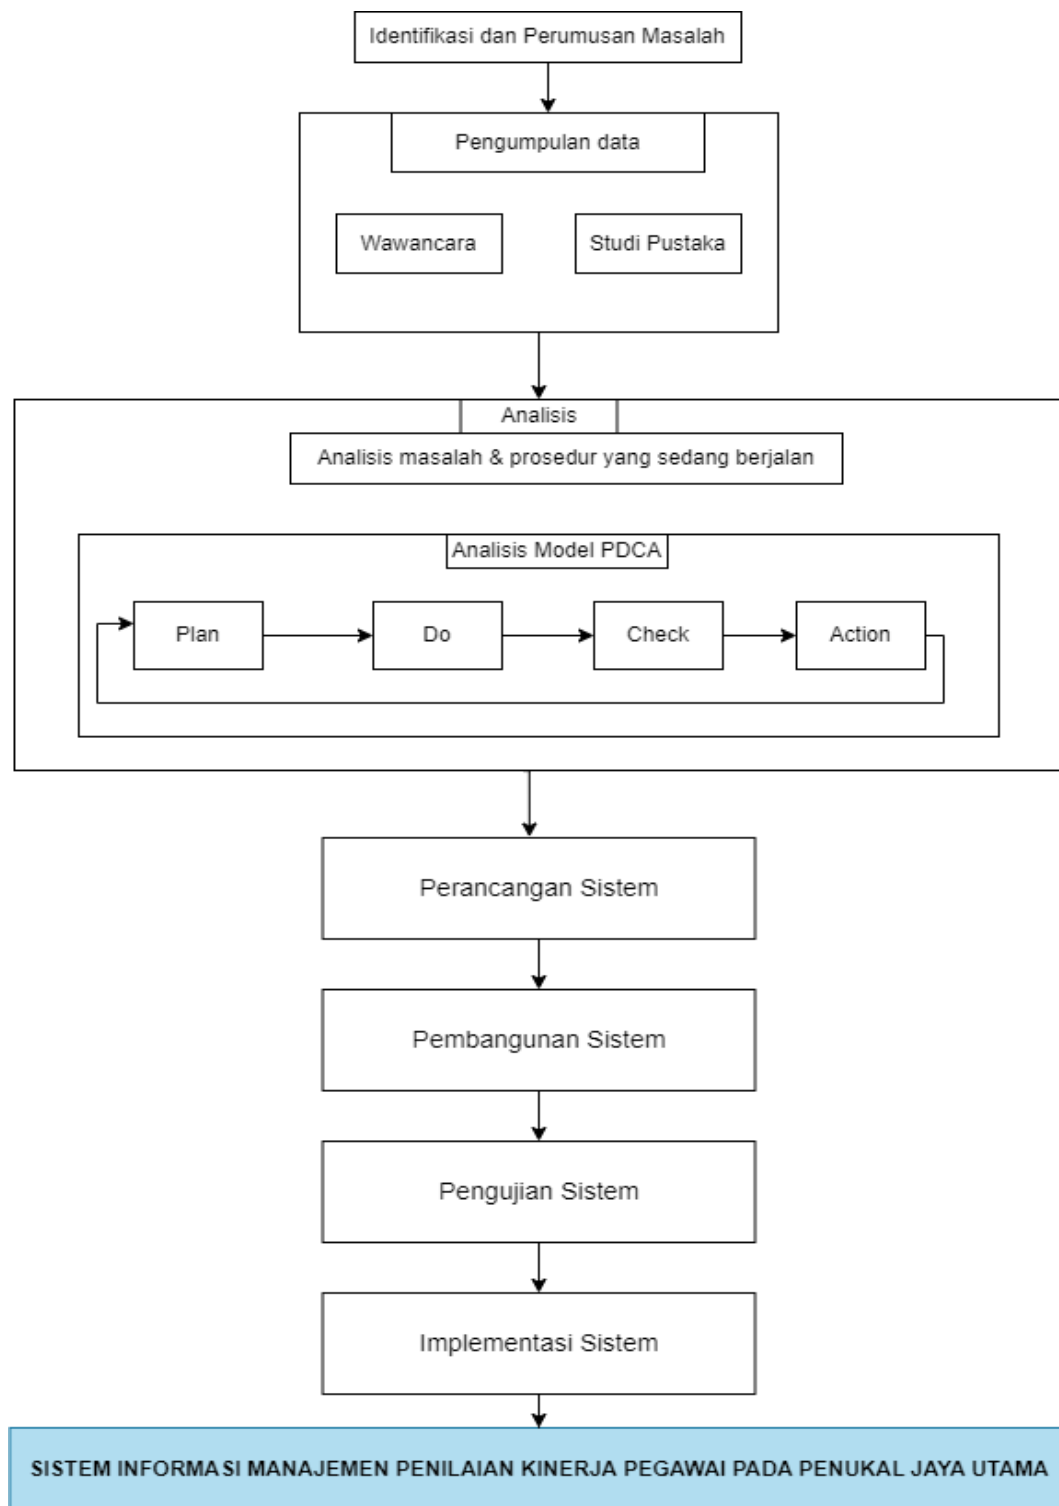 Identifikasi dan Perumusan Masalah
Pengumpulan data
Wawancara
Studi Pustaka
Analisis
Analisis masalah & prosedur yang sedang berjalan
Analisis Model PDCA
Plan
Do
Check
Action
Perancangan Sistem
Pembangunan Sistem
Pengujian Sistem
Implementasi Sistem
SISTEM INFORMASI MANAJEMEN PENILAIAN KINERJA PEGAWAI PADA PENUKAL JAYA UTAMA